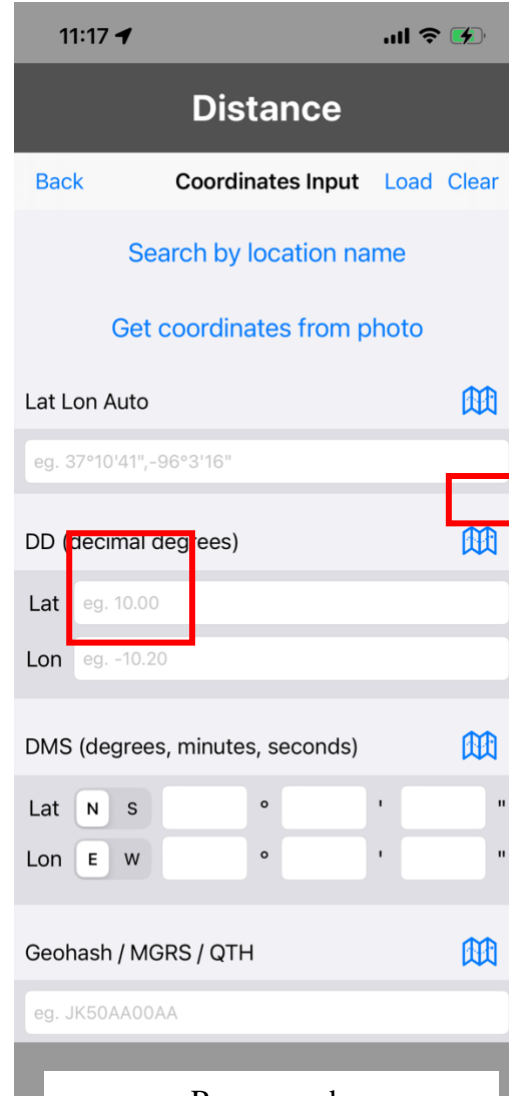 11:17
Distance
Back Coordinates Input Load Clear
Search by location name
Get coordinates from photo
Lat Lon Auto
eg. 37°10'41",-96°3'16"
DD (decimal degrees)
Lat eg. 10.00
Lon eg. -10.20
DMS (degrees, minutes, seconds)
Lat N S ° ' "
Lon E W ° ' "
Geohash / MGRS / QTH
eg. JK50AA00AA